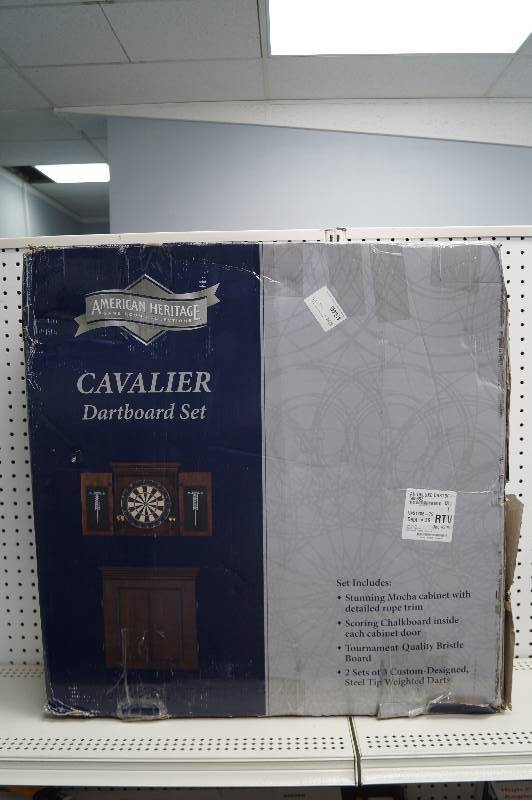 AMERICAN HERITAGE
CAVALIER
Dartboard Set
RTV
Set Includes:
• Stunning Mocha cabinet with
detailed rope trim
• Scoring Chalkboard inside
each cabinet door
• Tournament-Quality Bristle
Board
• 2 Sets of 3 Custom-Designed,
Steel Tip Weighted Darts